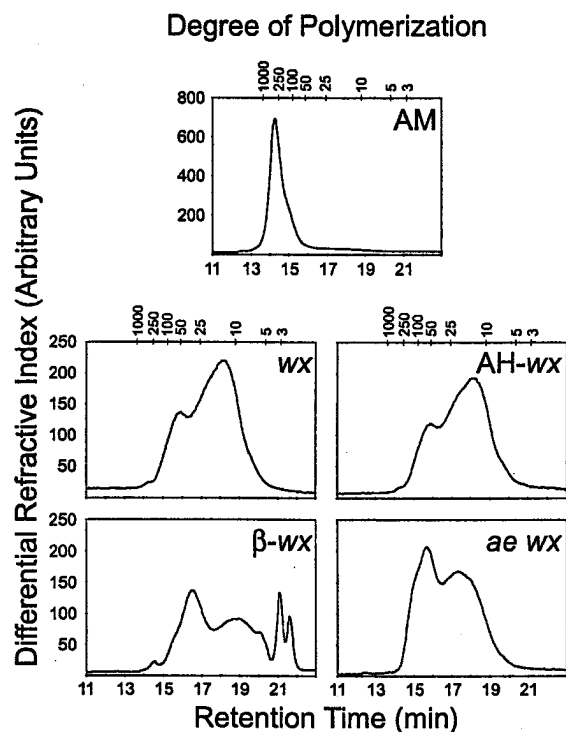 Degree of Polymerization
1000 250 100 50 25 10 5 3
800
600
400
200
AM
11 13 15 17 19 21
1000 250 100 50 25 10 5 3
1000 250 100 50 25 10 5 3
250
200
150
100
50
wx
AH-wx
250
200
150
100
50
β-wx
ae wx
11 13 15 17 19 21
11 13 15 17 19 21
Differential Refractive Index (Arbitrary Units)
Retention Time (min)